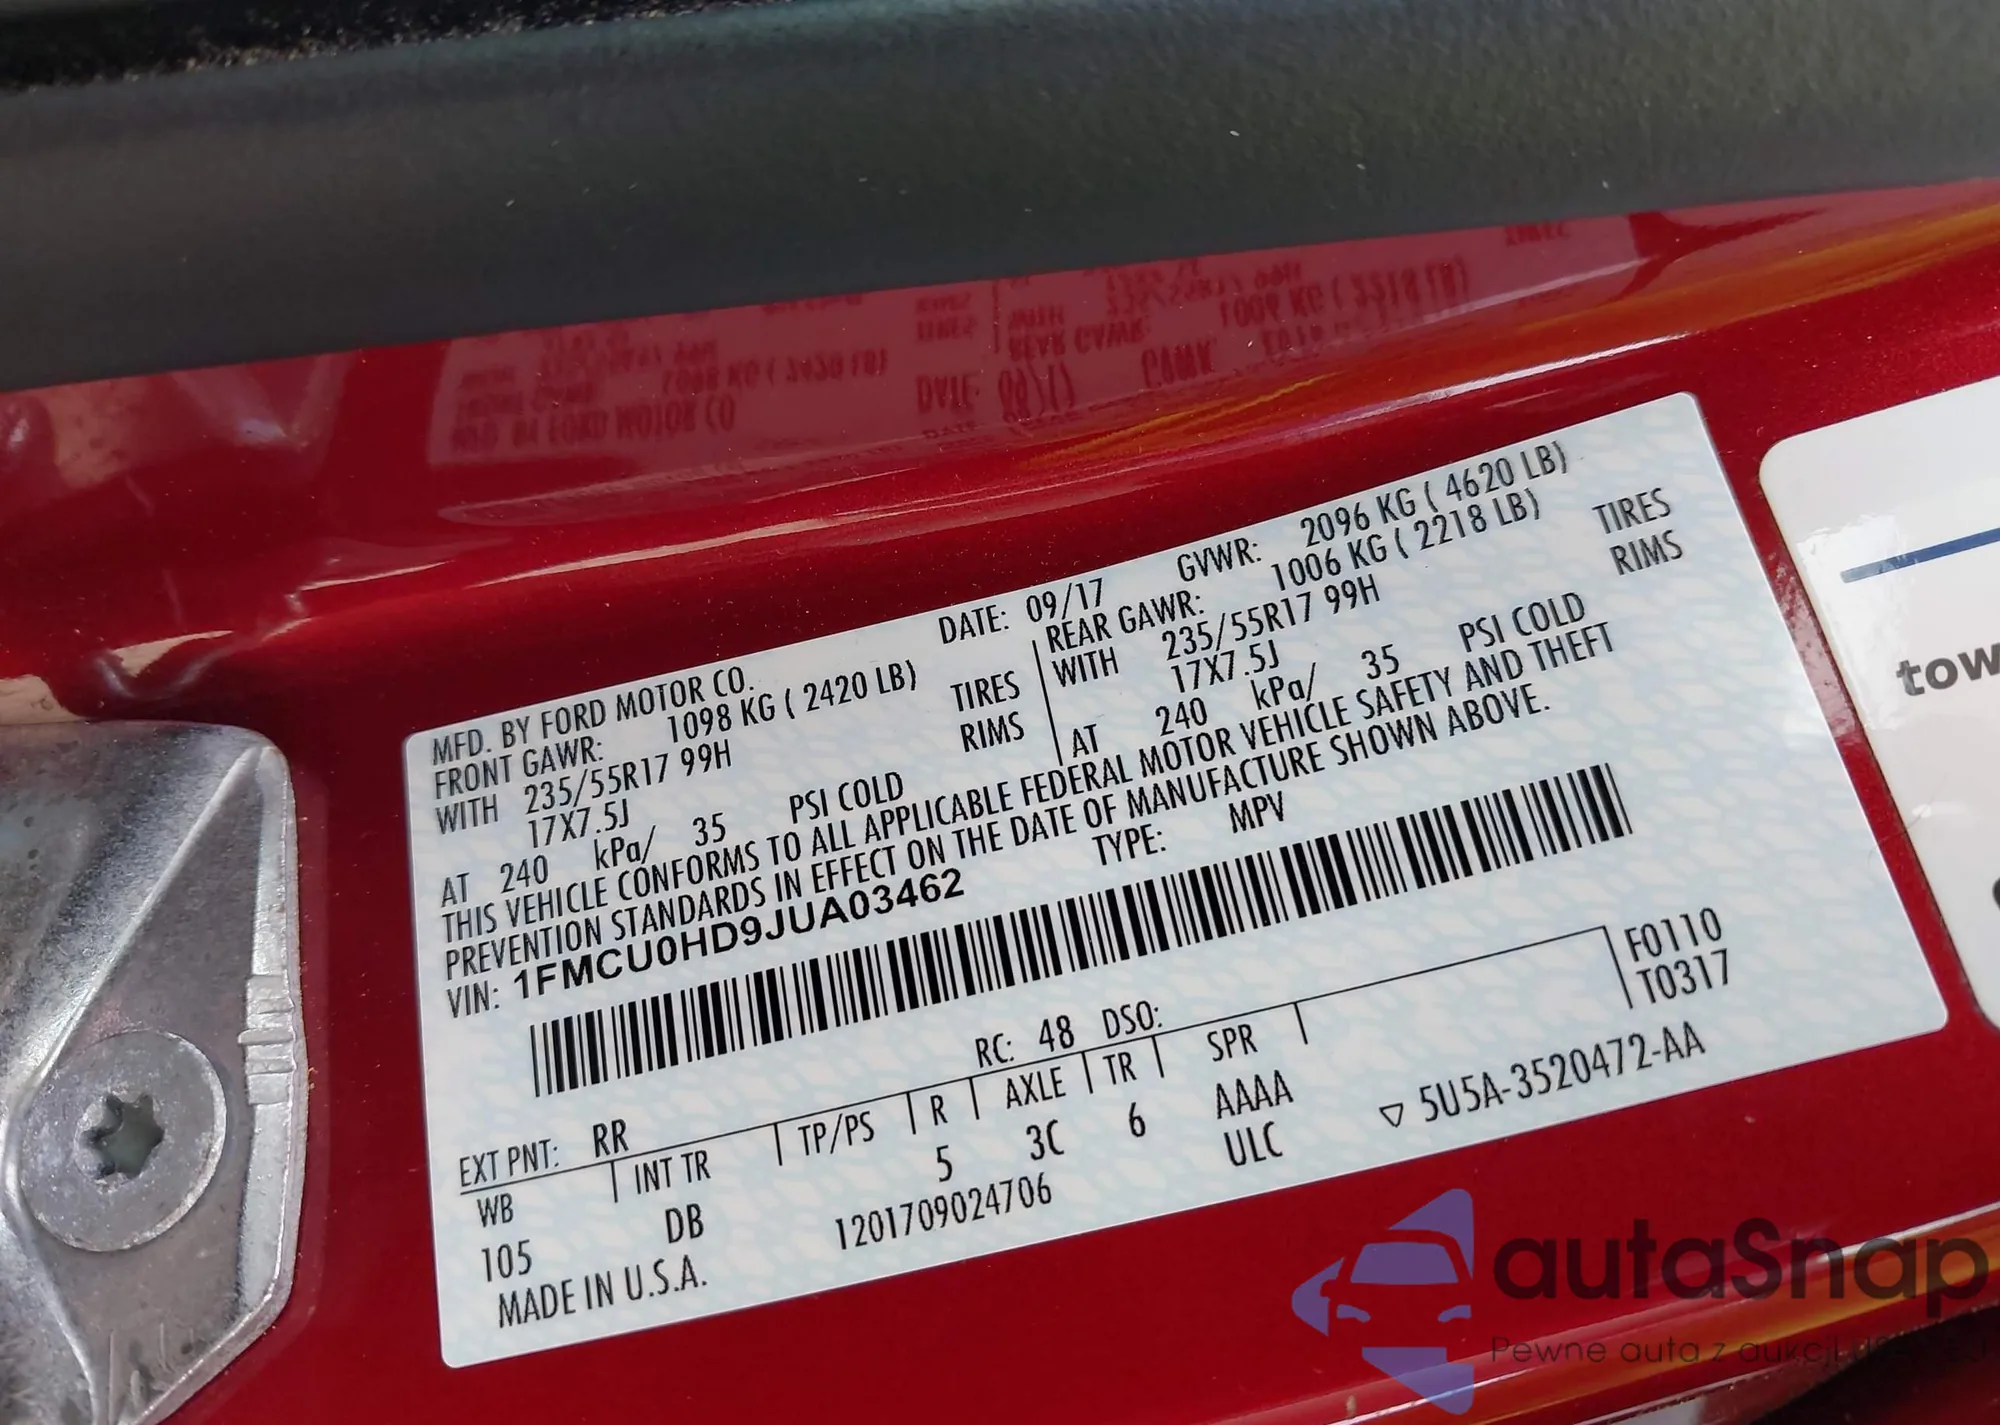 MFD. BY FORD MOTOR CO. DATE: 09/17 GVWR: 2096 KG ( 4620 LB)
FRONT GAWR: 1098 KG ( 2420 LB) REAR GAWR: 1006 KG ( 2218 LB)
WITH 235/55R17 99H TIRES WITH 235/55R17 99H TIRES
17X7.5J RIMS 17X7.5J RIMS
AT 240 kPa/ 35 PSI COLD AT 240 kPa/ 35 PSI COLD
THIS VEHICLE CONFORMS TO ALL APPLICABLE FEDERAL MOTOR VEHICLE SAFETY AND THEFT
PREVENTION STANDARDS IN EFFECT ON THE DATE OF MANUFACTURE SHOWN ABOVE.
VIN: 1FMCU0HD9JUA03462 TYPE: MPV
F0110
T0317
EXT PNT: RR RC: 48 DSO:
WB INT TR TP/PS R AXLE TR SPR
105 DB 5 3C 6 AAAA
ULC
1201709024706
MADE IN U.S.A.
▽ 5U5A-3520472-AA
tow
autaSnap
Pewne auta z aukcji